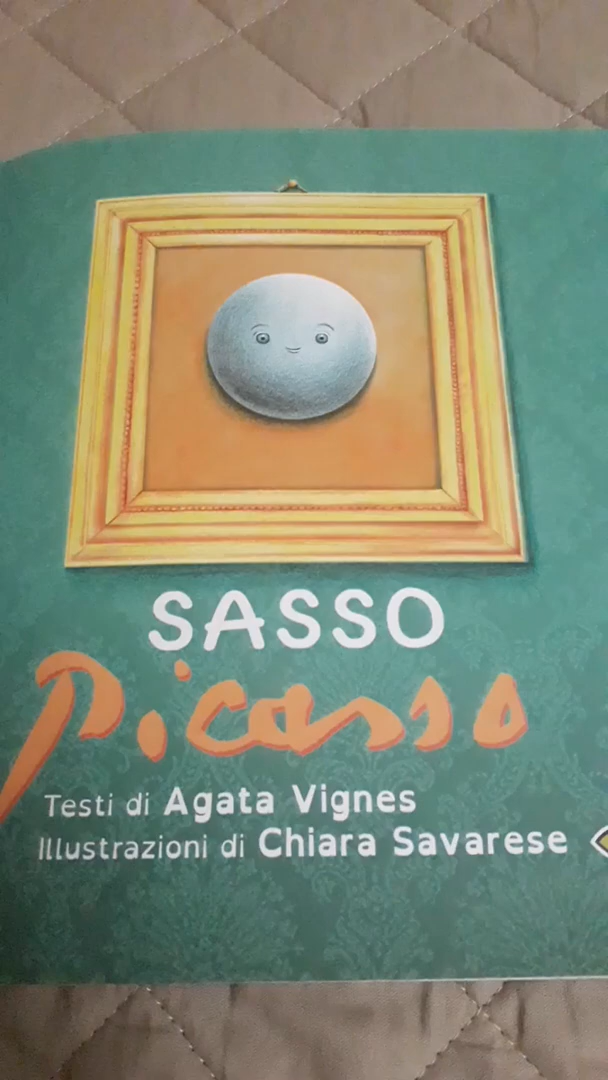 SASSO
Picasso
Testi di Agata Vignes
Illustrazioni di Chiara Savarese